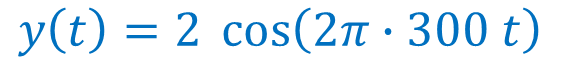 y(t) = 2 cos(2π · 300 t)